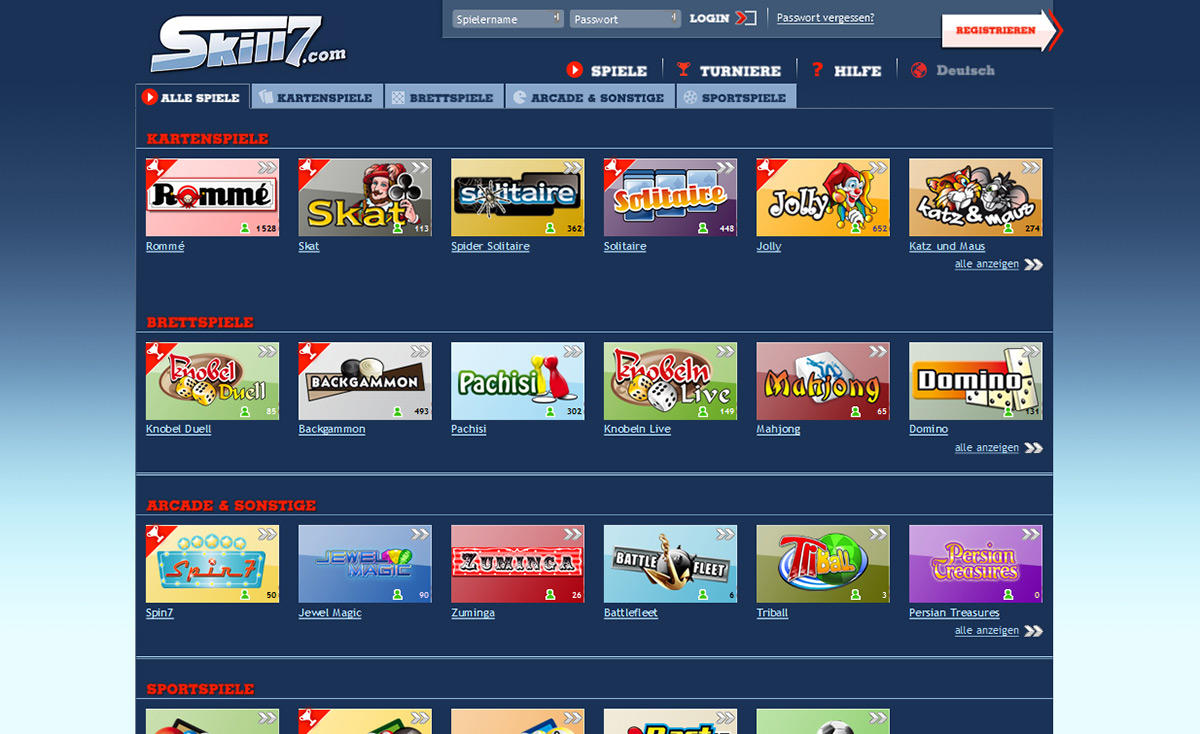 Skill7.com
Spielername
Passwort
LOGIN
Passwort vergessen?
REGISTRIEREN
SPIELE
TURNIERE
? HILFE
Deuisch
ALLE SPIELE
KARTENSPIELE
BRETTSPIELE
ARCADE & SONSTIGE
SPORTSPIELE
KARTENSPIELE
Rommé 1528
Skat 113
Solitaire 362
Solitaire 448
Jolly 652
Katz & Maus 274
Rommé
Skat
Spider Solitaire
Solitaire
Jolly
Katz und Maus
alle anzeigen
BRETTSPIELE
Knobel Duell 85
BACKGAMMON 493
Pachisi 302
Knobeln Live 149
Mahjong 65
Domino 131
Knobel Duell
Backgammon
Pachisi
Knobeln Live
Mahjong
Domino
alle anzeigen
ARCADE & SONSTIGE
Spin7 50
JEWEL MAGIC 90
ZUMINGA 26
BATTLE FLEET 6
TriBall 3
Persian Treasures 0
Spin7
Jewel Magic
Zuminga
Battlefleet
Triball
Persian Treasures
alle anzeigen
SPORTSPIELE